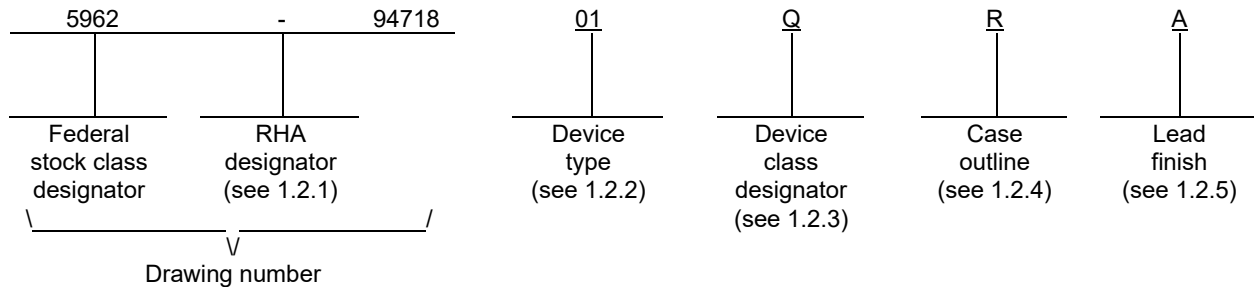 5962 - 94718 01 Q R A
Federal stock class designator
RHA designator (see 1.2.1)
Device type (see 1.2.2)
Device class designator (see 1.2.3)
Case outline (see 1.2.4)
Lead finish (see 1.2.5)
\ /
\/
Drawing number